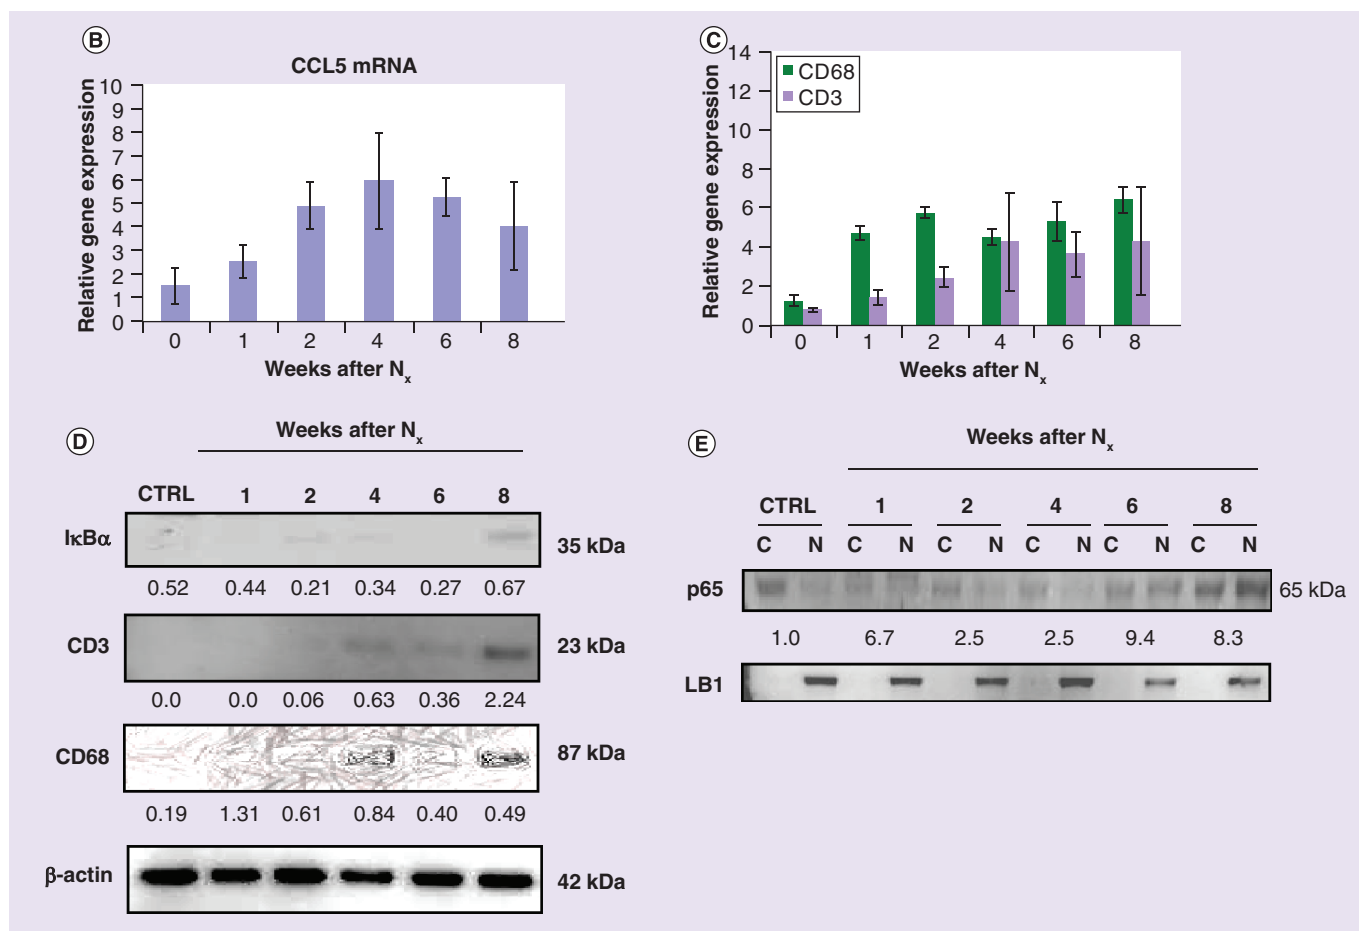 B
CCL5 mRNA
Relative gene expression
10
9
8
7
6
5
4
3
2
1
0
0 1 2 4 6 8
Weeks after Nx
C
CD68
CD3
Relative gene expression
14
12
10
8
6
4
2
0
0 1 2 4 6 8
Weeks after Nx
D
Weeks after Nx
CTRL 1 2 4 6 8
IκBα 35 kDa
0.52 0.44 0.21 0.34 0.27 0.67
CD3 23 kDa
0.0 0.0 0.06 0.63 0.36 2.24
CD68 87 kDa
0.19 1.31 0.61 0.84 0.40 0.49
β-actin 42 kDa
E
Weeks after Nx
CTRL 1 2 4 6 8
C N C N C N C N C N C N
p65 65 kDa
1.0 6.7 2.5 2.5 9.4 8.3
LB1